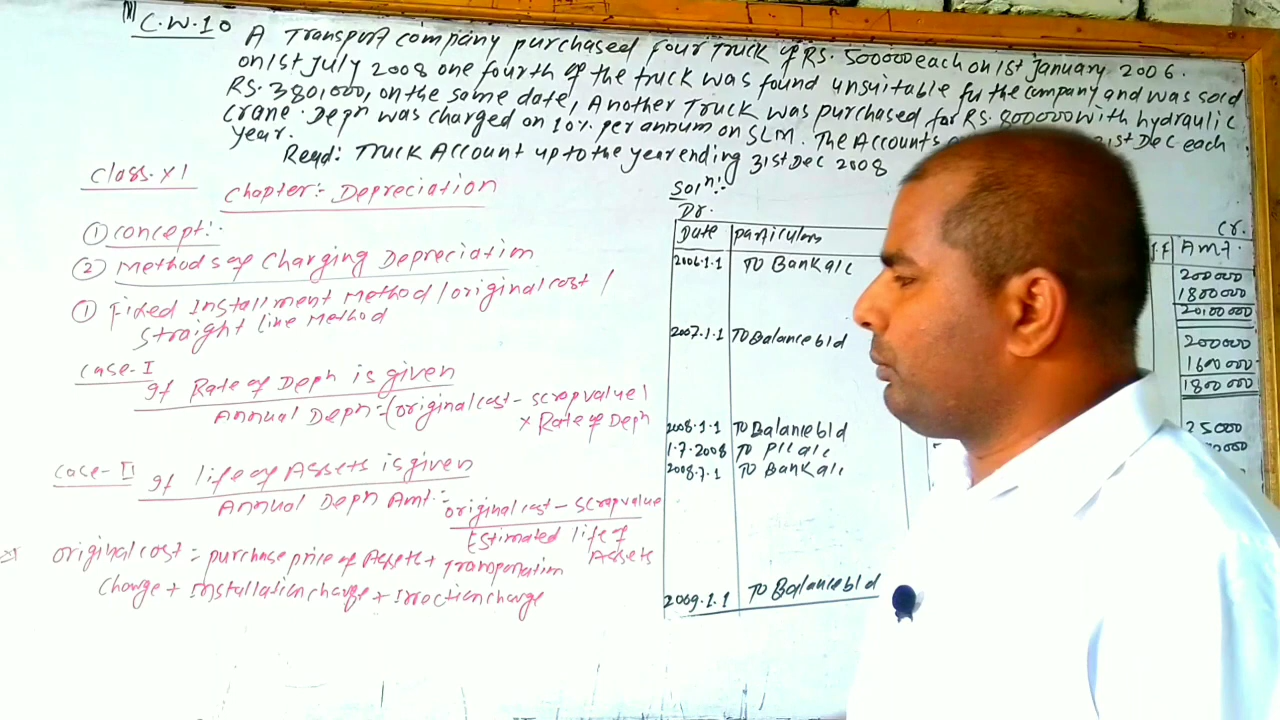 C.W.10 A Transport company purchased four Truck of RS. 500000 each on 1st January 2006.
on 1st July 2008 one fourth of the truck was found unsuitable for the company and was sold
RS. 3801000, on the same date, Another Truck was purchased for RS. 800000 with hydraulic
crane. Depn was charged on 10% per annum on SLM. The Accounts 31st Dec each
year.
Reqd: Truck Account up to the year ending 31st Dec 2008
Class-XI
Chapter:- Depreciation
① Concept:-
② Methods of Charging Depreciation
① Fixed Installment Method / original cost /
Straight line Method
Case-I
If Rate of Depn is given
Annual Depn = (original cost - scrap value)
× Rate of Depn
Case-II
If life of Assets is given
Annual Depn Amt:-
original cost - scrap value
Estimated life of
Assets
original cost = purchase price of Assets + Transporation
Charge + Installation charge + Irrection charge
Soln:-
Dr. Cr.
Date Particulars J.F Amt.
2006.1.1 To Bank a/c 200000
1800000
20,00000
2007.1.1 To Balance b/d 200000
1600000
1800000
2008.1.1 To Balance b/d 25000
1.7.2008 To P/L a/c
2008.7.1 To Bank a/c
2009.1.1 To Balance b/d